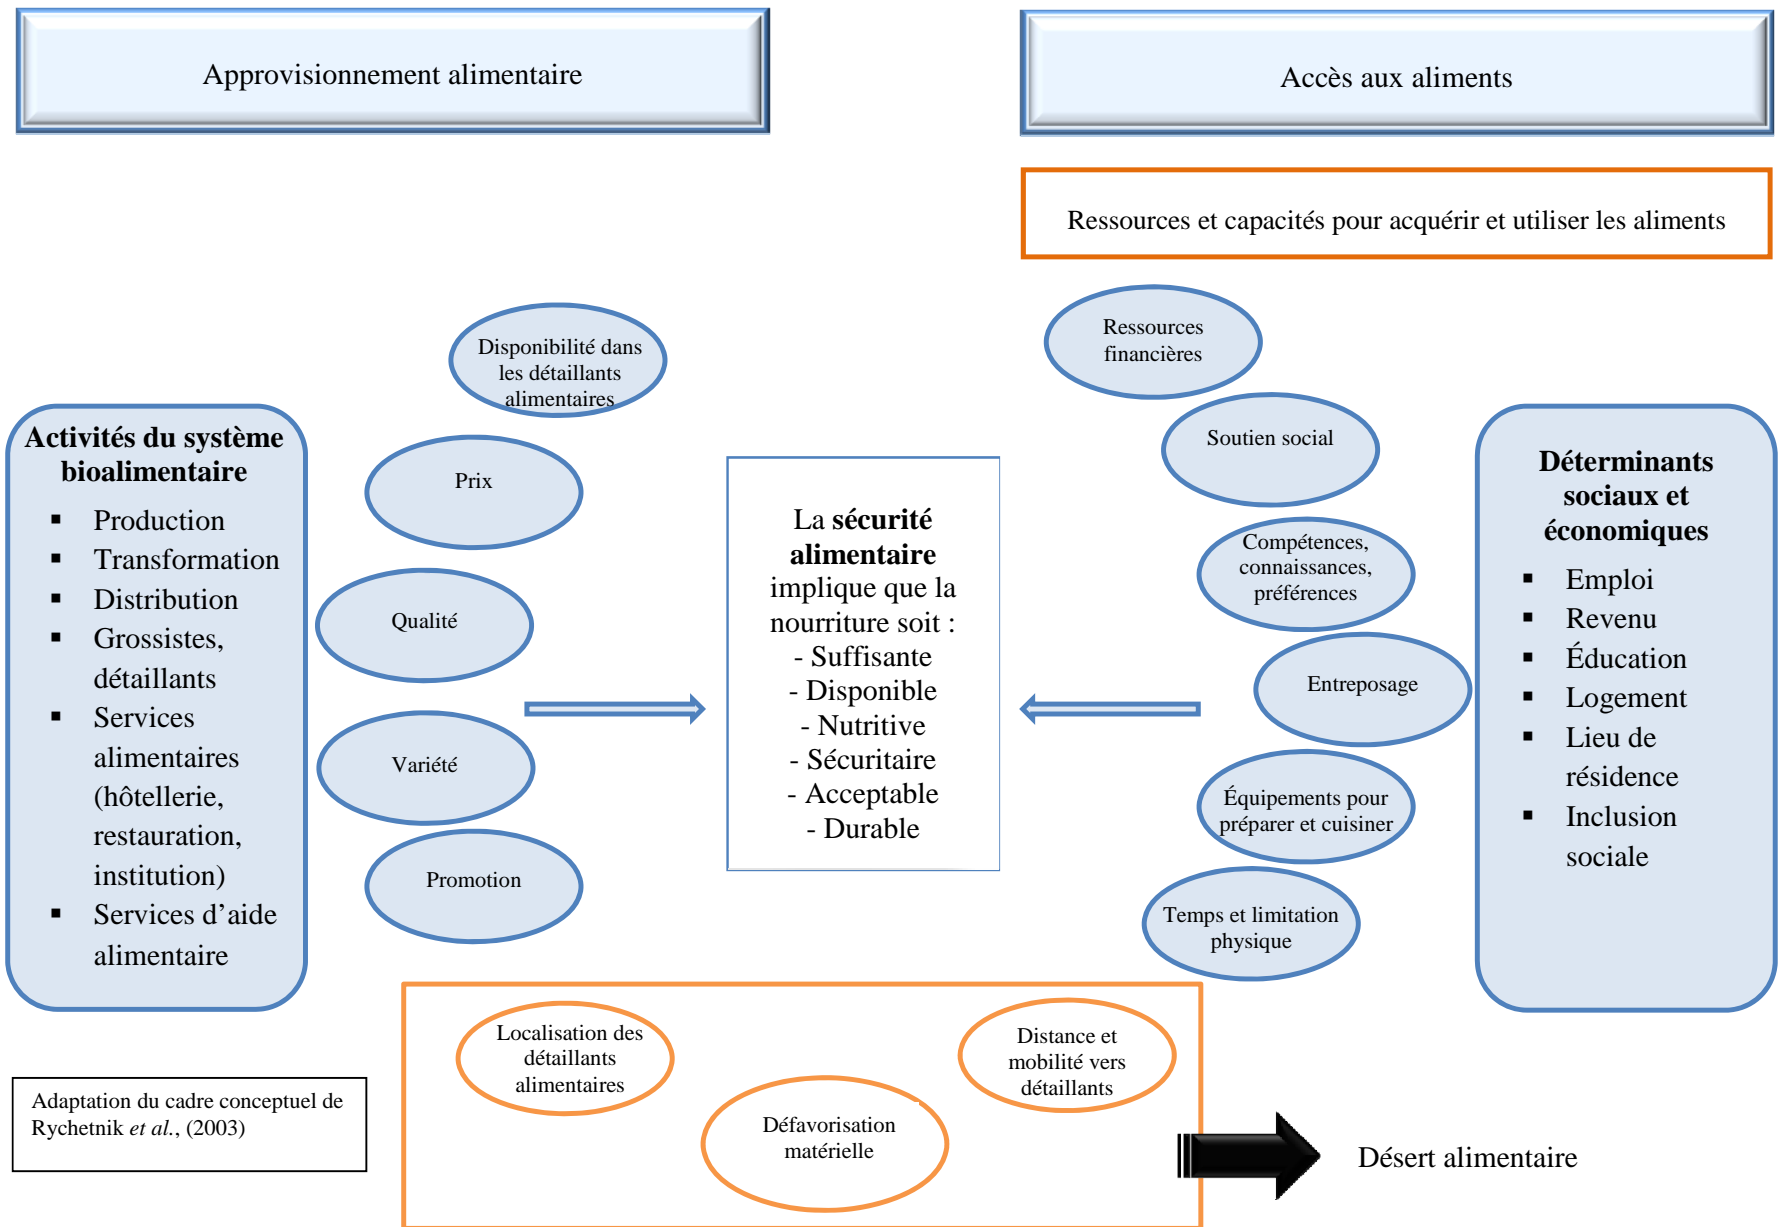 Approvisionnement alimentaire
Accès aux aliments
Ressources et capacités pour acquérir et utiliser les aliments
Disponibilité dans
les détaillants
alimentaires
Prix
Qualité
Variété
Promotion
Activités du système
bioalimentaire
▪ Production
▪ Transformation
▪ Distribution
▪ Grossistes,
détaillants
▪ Services
alimentaires
(hôtellerie,
restauration,
institution)
▪ Services d’aide
alimentaire
La sécurité
alimentaire
implique que la
nourriture soit :
- Suffisante
- Disponible
- Nutritive
- Sécuritaire
- Acceptable
- Durable
Ressources
financières
Soutien social
Compétences,
connaissances,
préférences
Entreposage
Équipements pour
préparer et cuisiner
Temps et limitation
physique
Déterminants
sociaux et
économiques
▪ Emploi
▪ Revenu
▪ Éducation
▪ Logement
▪ Lieu de
résidence
▪ Inclusion
sociale
Localisation des
détaillants
alimentaires
Défavorisation
matérielle
Distance et
mobilité vers
détaillants
Désert alimentaire
Adaptation du cadre conceptuel de
Rychetnik et al., (2003)